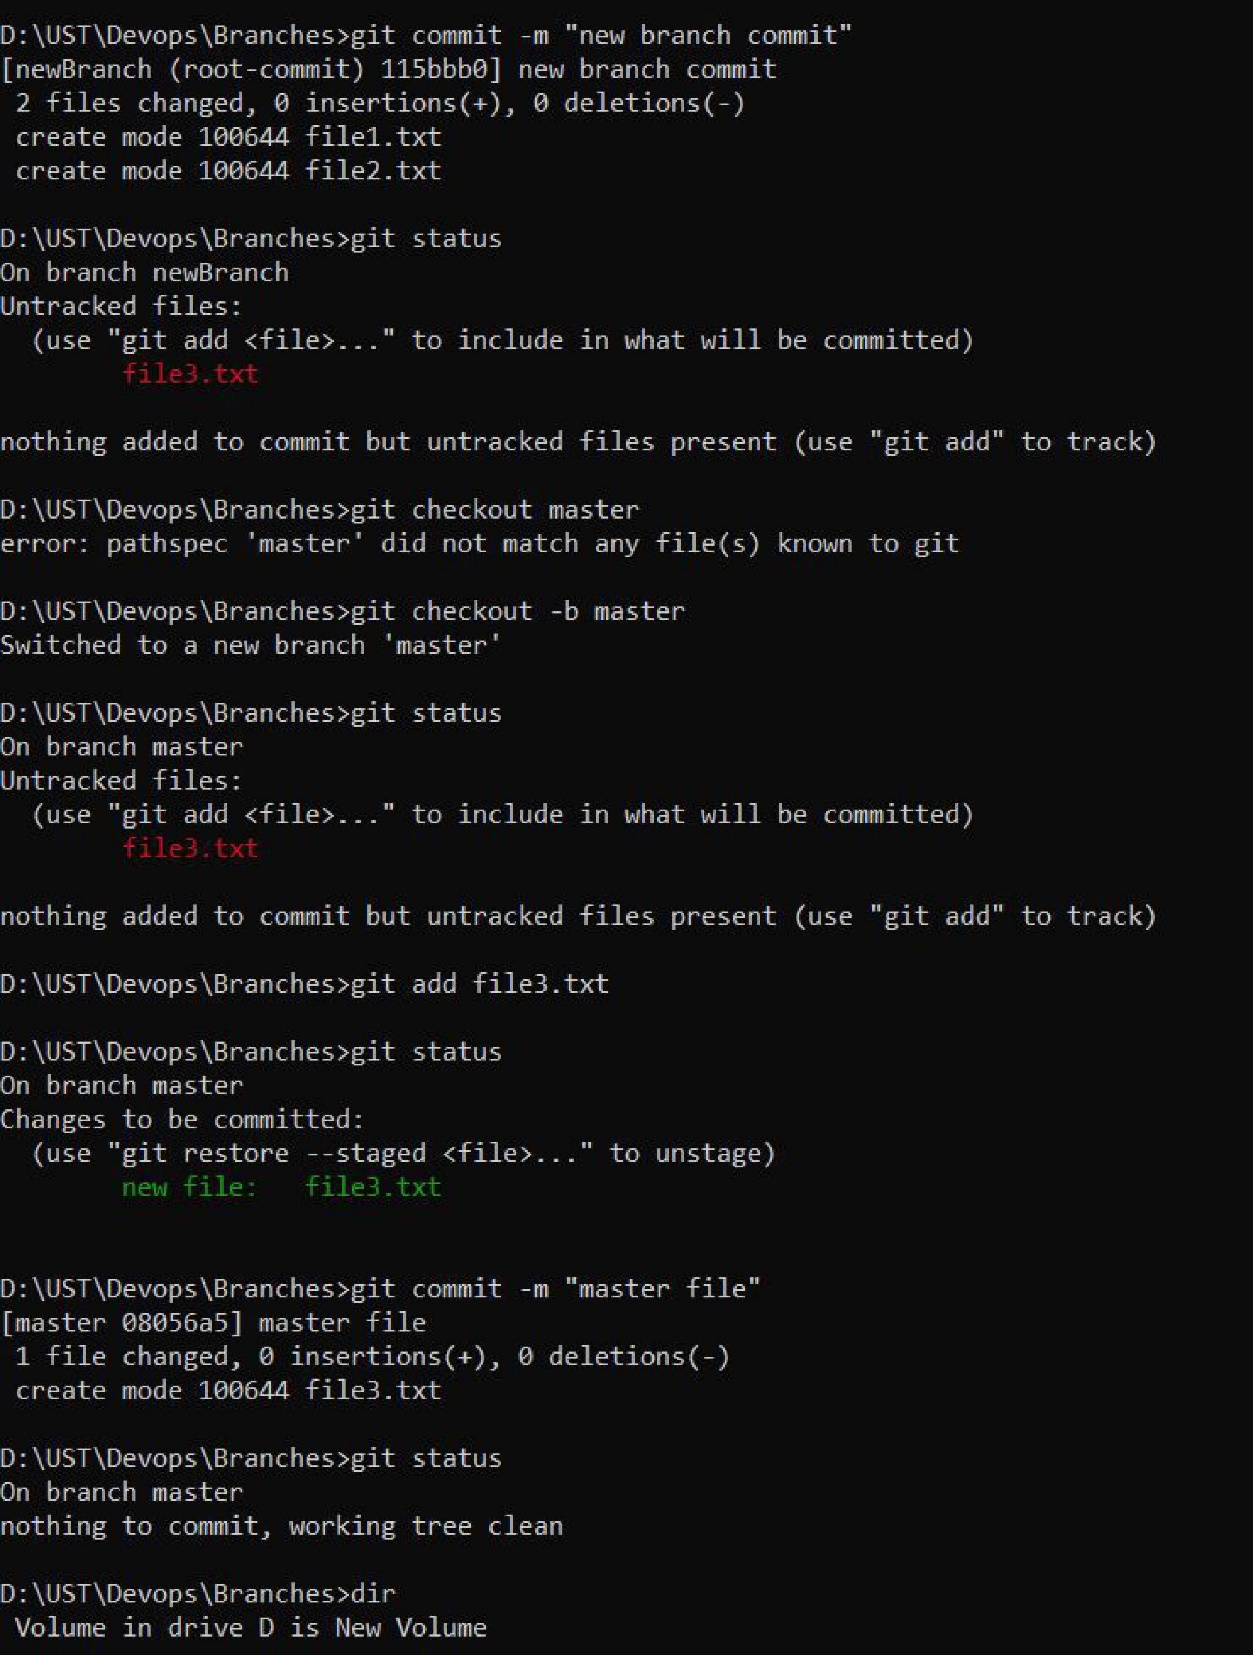 D:\UST\Devops\Branches>git commit -m "new branch commit"
[newBranch (root-commit) 115bbb0] new branch commit
 2 files changed, 0 insertions(+), 0 deletions(-)
 create mode 100644 file1.txt
 create mode 100644 file2.txt

D:\UST\Devops\Branches>git status
On branch newBranch
Untracked files:
  (use "git add <file>..." to include in what will be committed)
        file3.txt

nothing added to commit but untracked files present (use "git add" to track)

D:\UST\Devops\Branches>git checkout master
error: pathspec 'master' did not match any file(s) known to git

D:\UST\Devops\Branches>git checkout -b master
Switched to a new branch 'master'

D:\UST\Devops\Branches>git status
On branch master
Untracked files:
  (use "git add <file>..." to include in what will be committed)
        file3.txt

nothing added to commit but untracked files present (use "git add" to track)

D:\UST\Devops\Branches>git add file3.txt

D:\UST\Devops\Branches>git status
On branch master
Changes to be committed:
  (use "git restore --staged <file>..." to unstage)
        new file:   file3.txt


D:\UST\Devops\Branches>git commit -m "master file"
[master 08056a5] master file
 1 file changed, 0 insertions(+), 0 deletions(-)
 create mode 100644 file3.txt

D:\UST\Devops\Branches>git status
On branch master
nothing to commit, working tree clean

D:\UST\Devops\Branches>dir
 Volume in drive D is New Volume